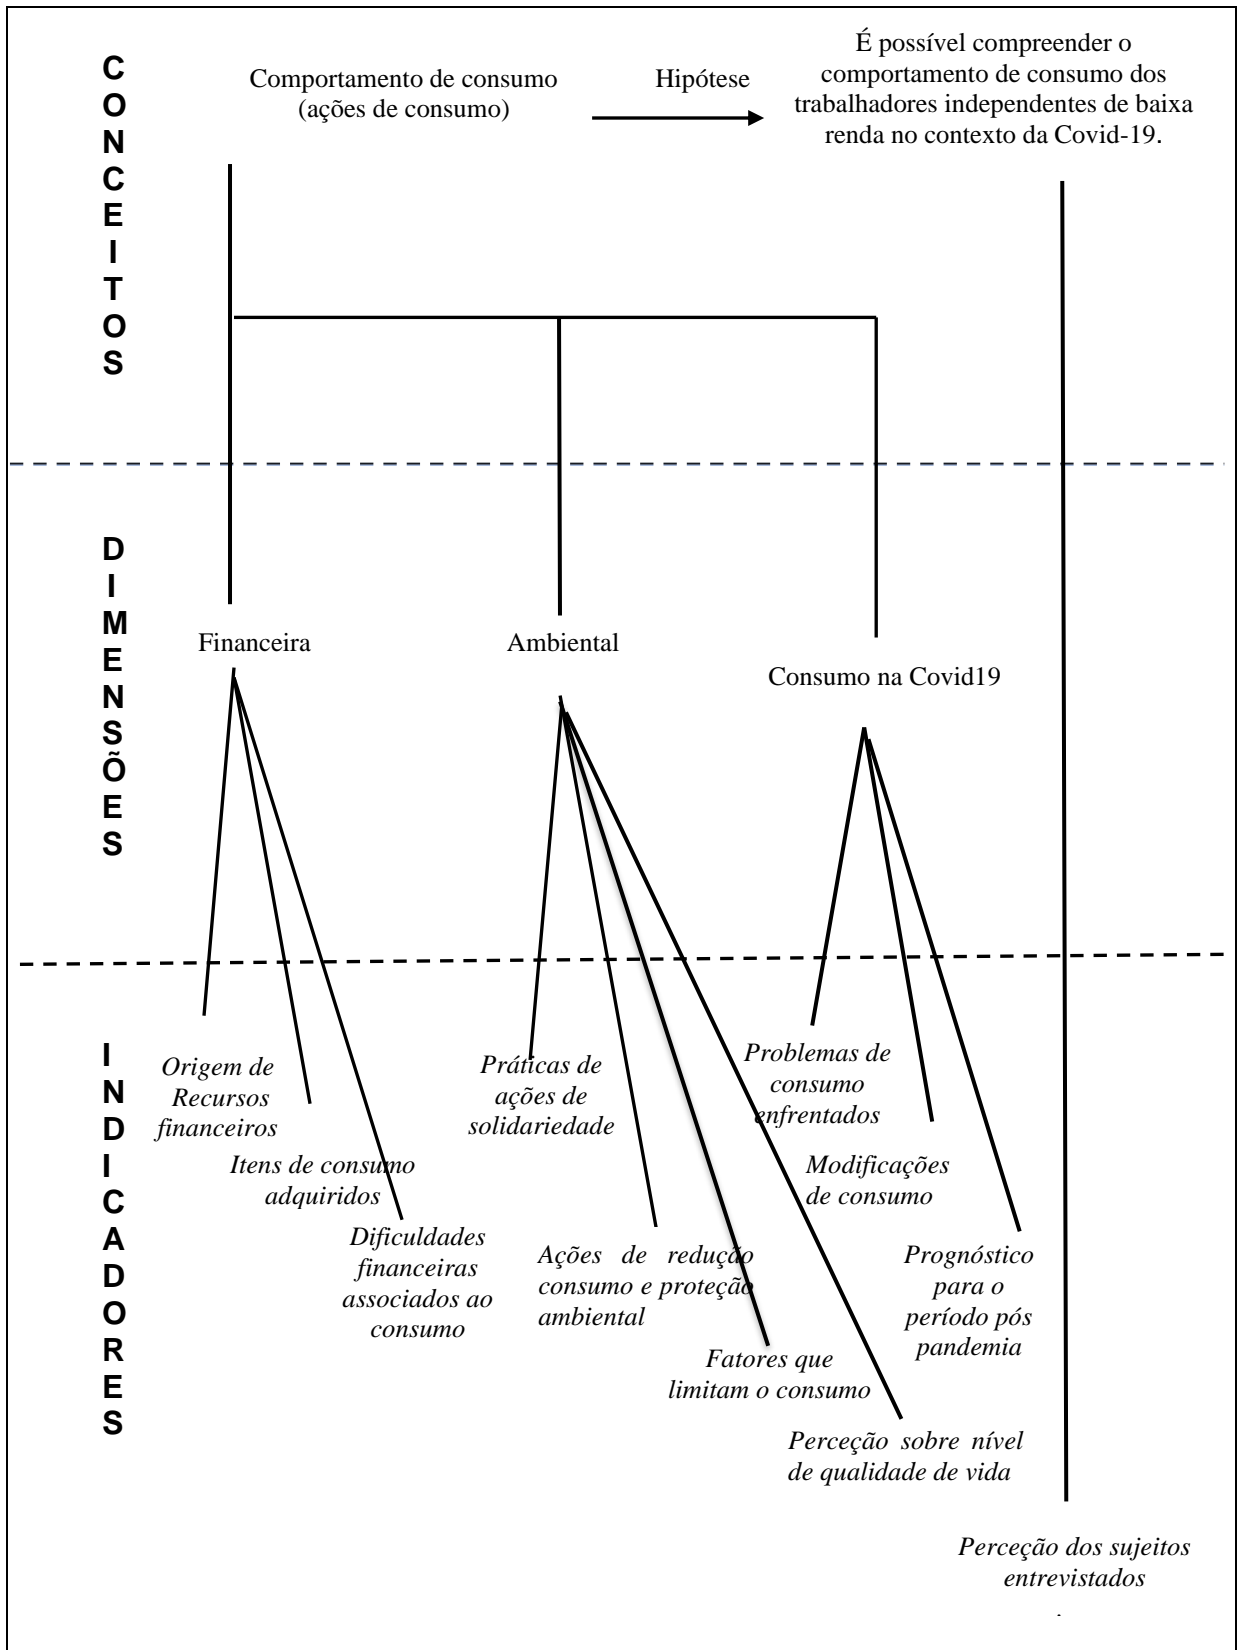 CONCEITOS
Comportamento de consumo
(ações de consumo)
Hipótese
É possível compreender o
comportamento de consumo dos
trabalhadores independentes de baixa
renda no contexto da Covid-19.
DIMENSÕES
Financeira
Ambiental
Consumo na Covid19
INDICADORES
Origem de
Recursos
financeiros
Itens de consumo
adquiridos
Dificuldades
financeiras
associados ao
consumo
Práticas de
ações de
solidariedade
Ações de redução
consumo e proteção
ambiental
Fatores que
limitam o consumo
Perceção sobre nível
de qualidade de vida
Problemas de
consumo
enfrentados
Modificações
de consumo
Prognóstico
para o
período pós
pandemia
Perceção dos sujeitos
entrevistados
.